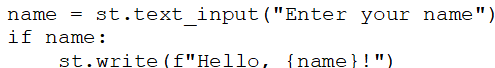 name = st.text_input("Enter your name")
if name:
    st.write(f"Hello, {name}!")